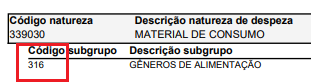 Código natureza Descrição natureza de despeza
339030 MATERIAL DE CONSUMO
Código subgrupo Descrição subgrupo
316 GÊNEROS DE ALIMENTAÇÃO